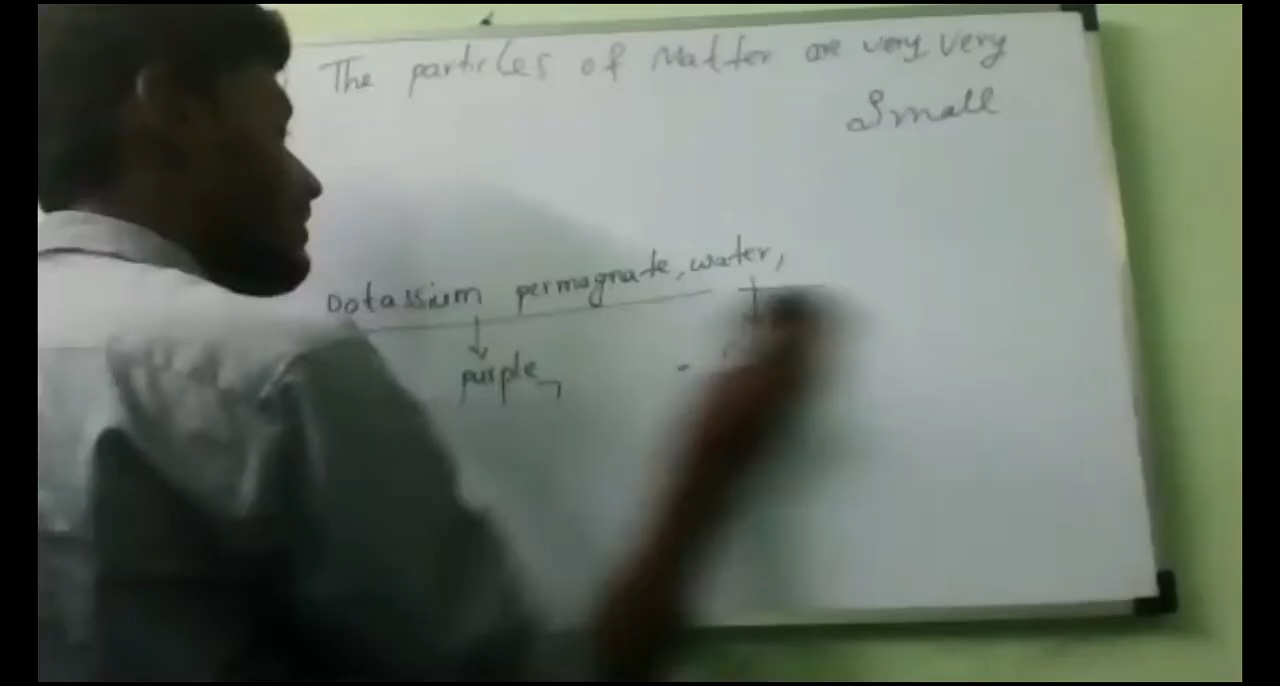 The particles of Matter are very very
Small
potassium permagnate, water,
purple,